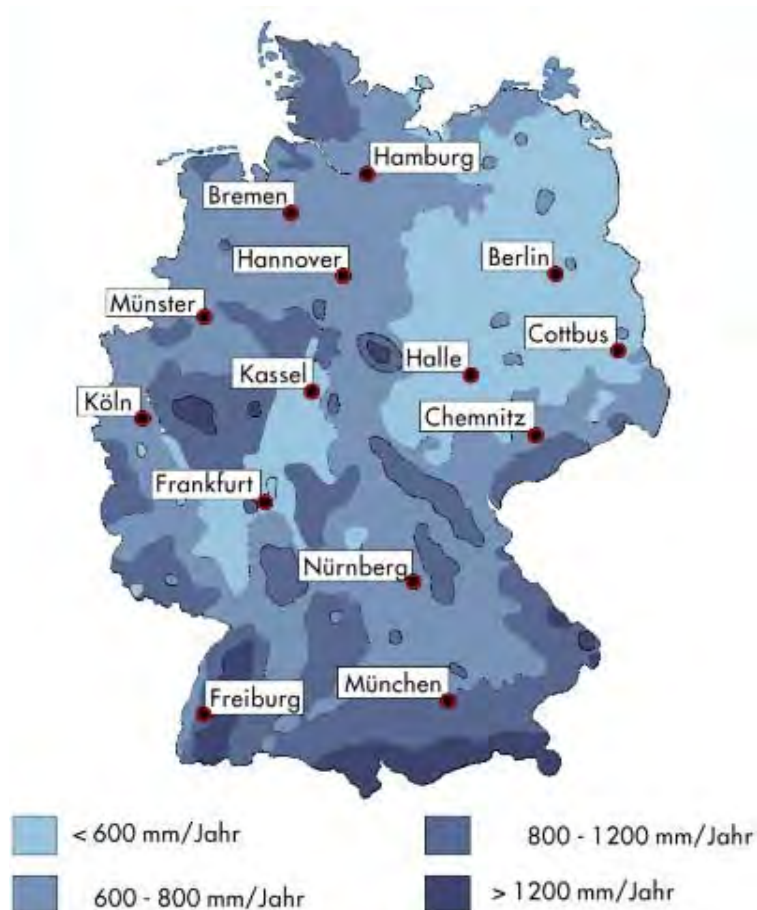 Hamburg
Bremen
Hannover
Berlin
Münster
Cottbus
Halle
Kassel
Köln
Chemnitz
Frankfurt
Nürnberg
München
Freiburg
< 600 mm/Jahr
800 - 1200 mm/Jahr
600 - 800 mm/Jahr
> 1200 mm/Jahr